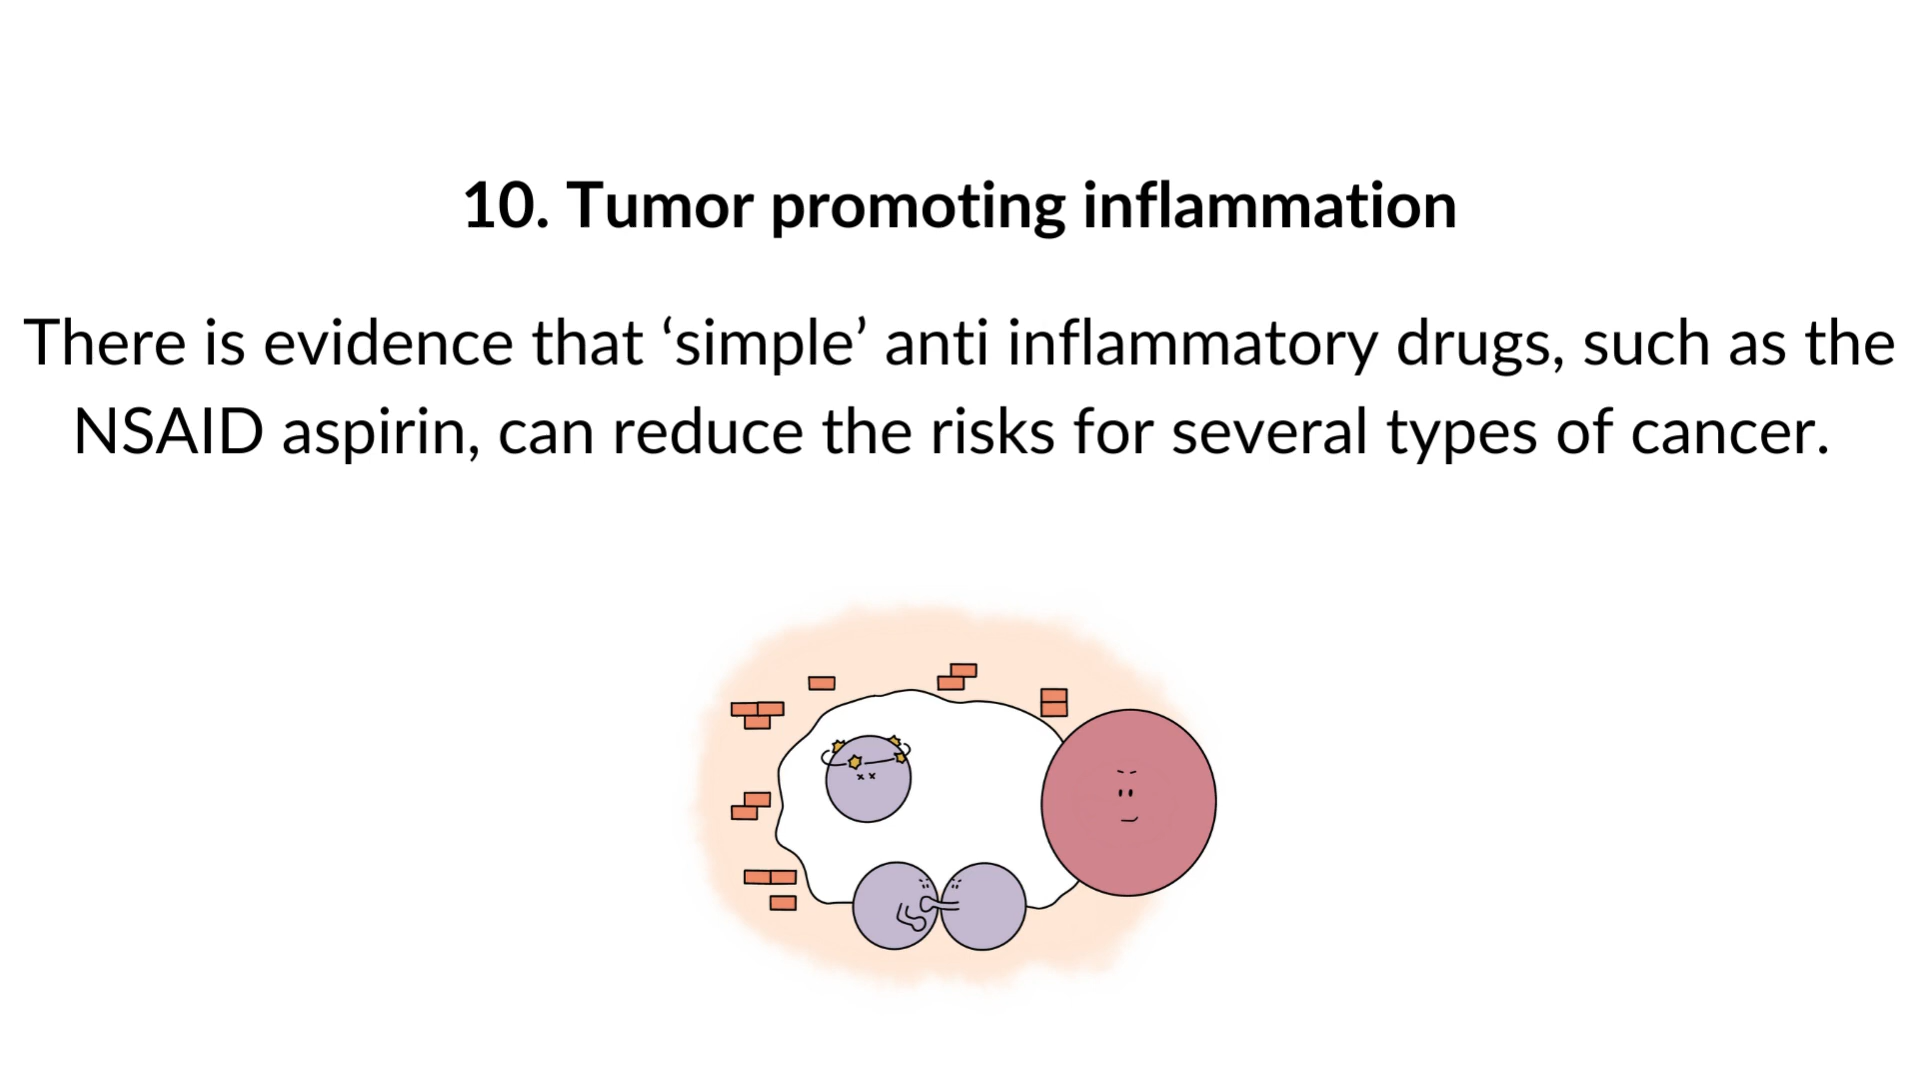 10. Tumor promoting inflammation
There is evidence that ‘simple’ anti inflammatory drugs, such as the
NSAID aspirin, can reduce the risks for several types of cancer.